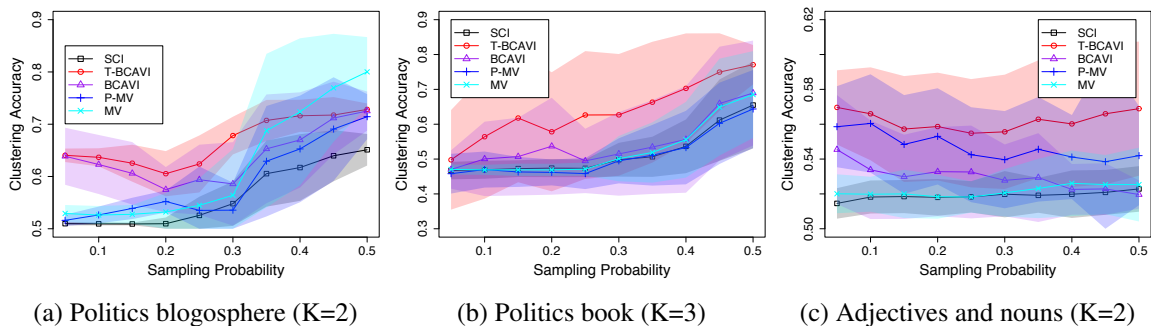 0.9
0.8
0.7
0.6
0.5
Clustering Accuracy
SCI
T-BCAVI
BCAVI
P-MV
MV
0.1 0.2 0.3 0.4 0.5
Sampling Probability
(a) Politics blogosphere (K=2)
0.9
0.8
0.7
0.6
0.5
0.4
0.3
Clustering Accuracy
SCI
T-BCAVI
BCAVI
P-MV
MV
0.1 0.2 0.3 0.4 0.5
Sampling Probability
(b) Politics book (K=3)
0.62
0.58
0.54
0.50
Clustering Accuracy
SCI
T-BCAVI
BCAVI
P-MV
MV
0.1 0.2 0.3 0.4 0.5
Sampling Probability
(c) Adjectives and nouns (K=2)